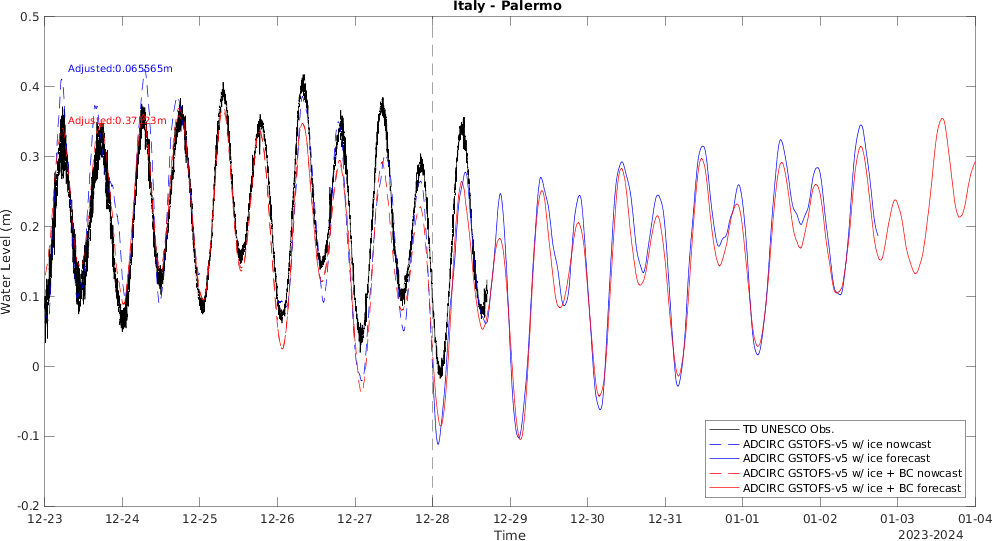 Italy - Palermo
0.5
0.4
0.3
0.2
0.1
0
-0.1
-0.2
Water Level (m)
Adjusted:0.065565m
TD UNESCO Obs.
ADCIRC GSTOFS-v5 w/ ice nowcast
ADCIRC GSTOFS-v5 w/ ice forecast
ADCIRC GSTOFS-v5 w/ ice + BC nowcast
ADCIRC GSTOFS-v5 w/ ice + BC forecast
12-23 12-24 12-25 12-26 12-27 12-28 12-29 12-30 12-31 01-01 01-02 01-03 01-04
Time
2023-2024